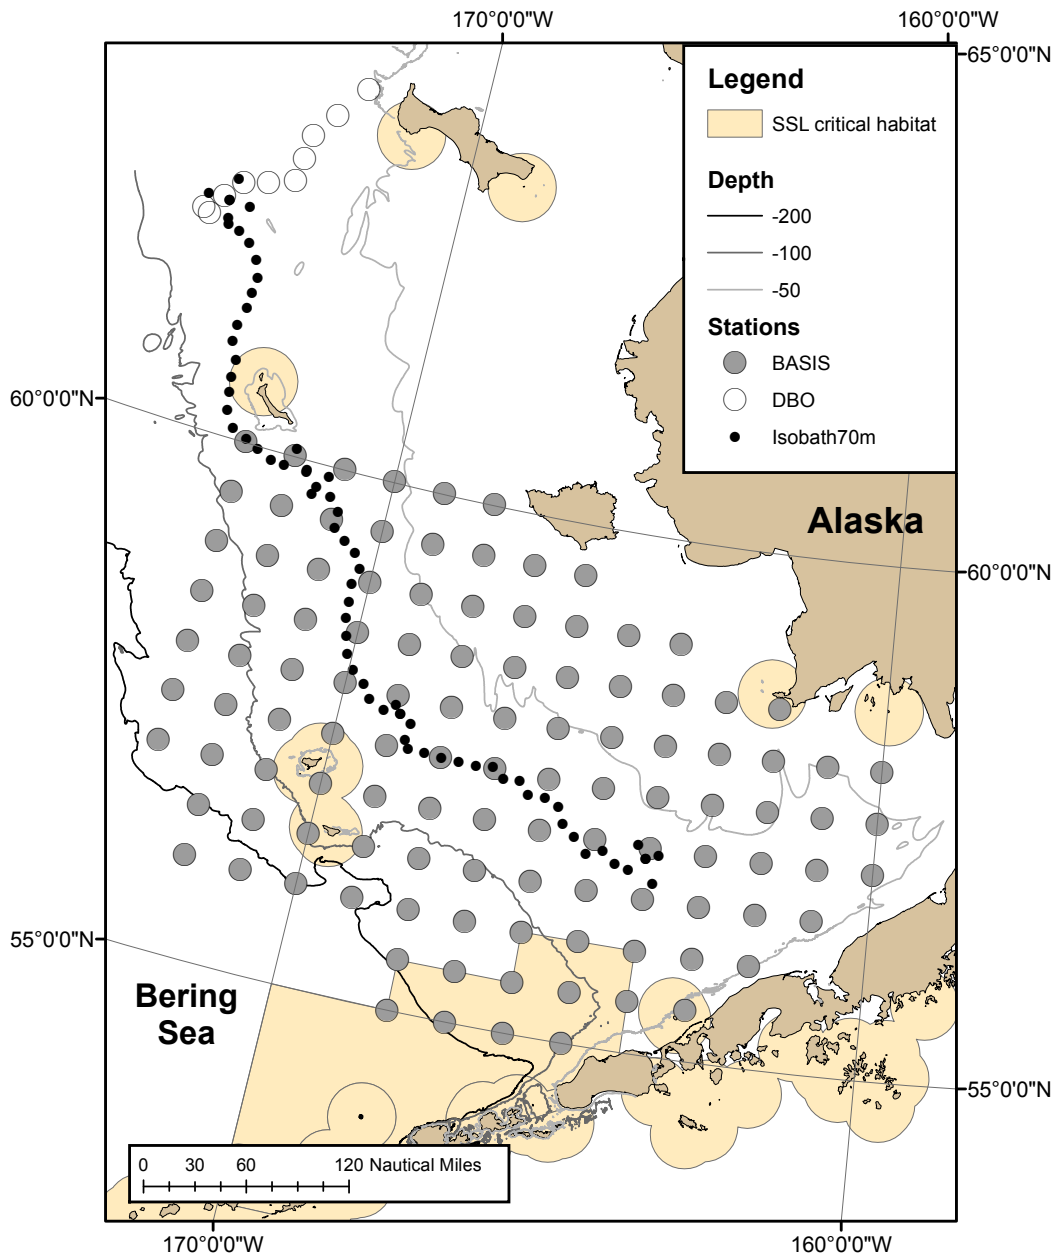 170°0'0"W 160°0'0"W
65°0'0"N
Legend
SSL critical habitat
Depth
-200
-100
-50
Stations
BASIS
DBO
Isobath70m
60°0'0"N
Alaska
60°0'0"N
55°0'0"N
Bering
Sea
55°0'0"N
0 30 60 120 Nautical Miles
170°0'0"W 160°0'0"W